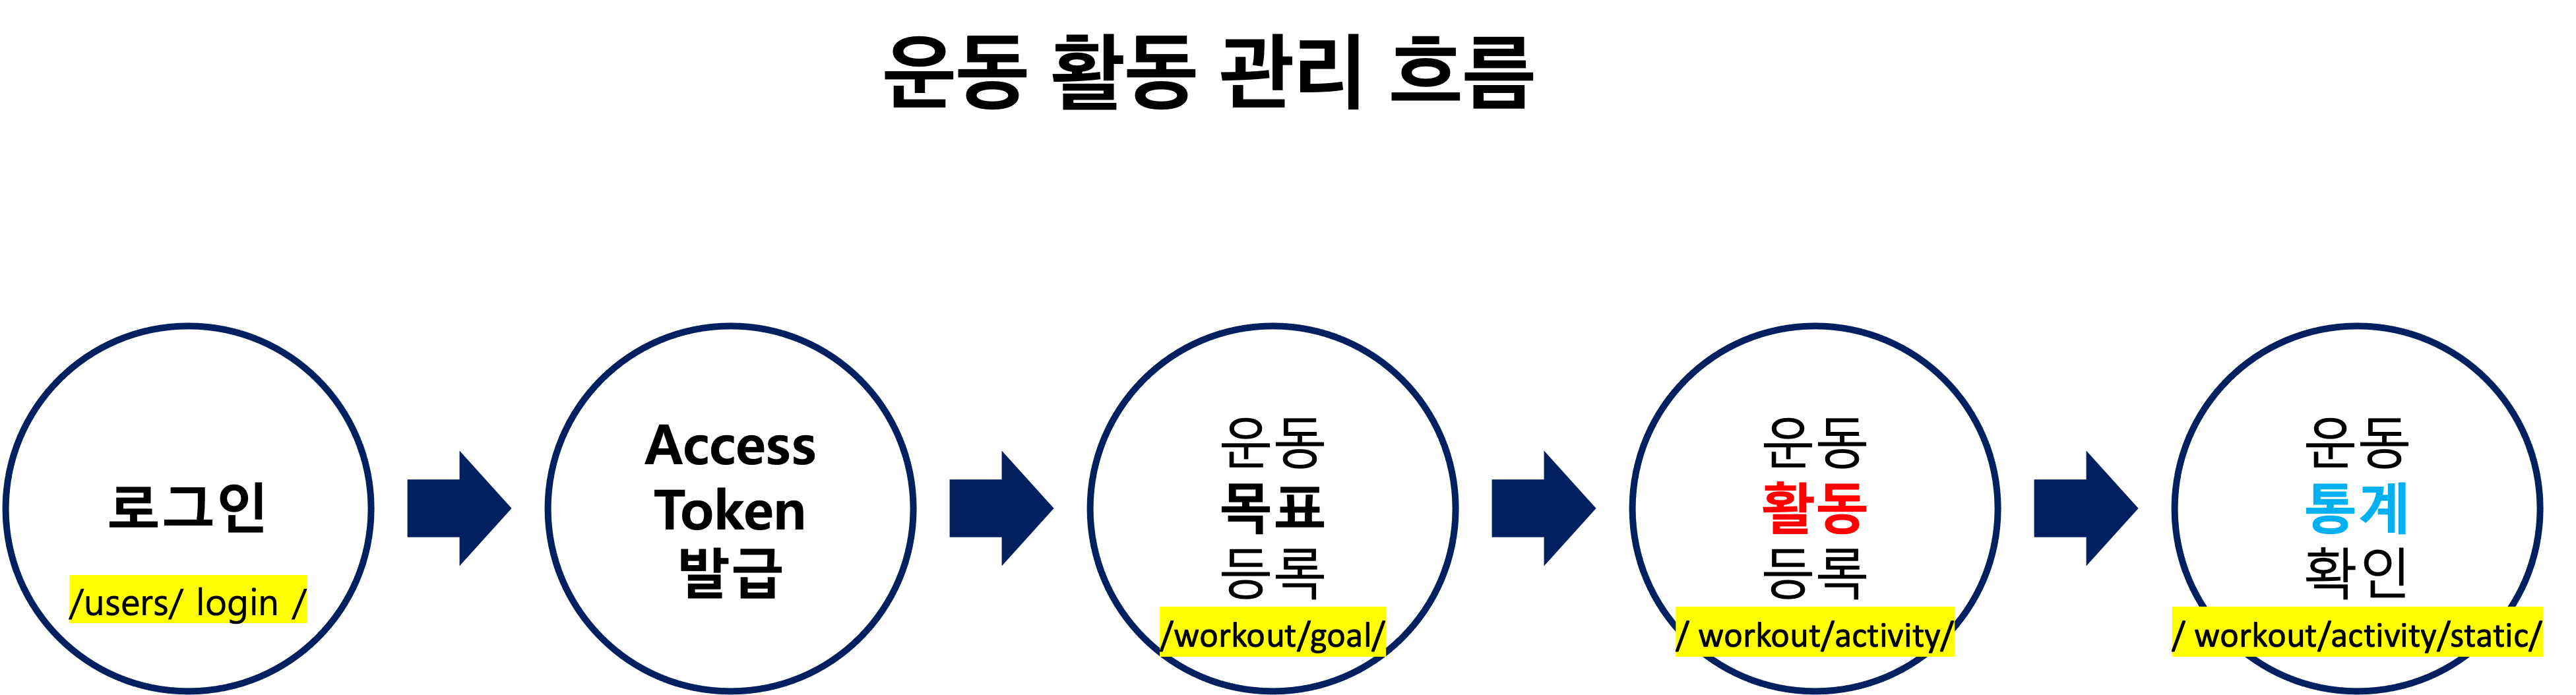 운동 활동 관리 흐름
로그인
/users/ login /
Access
Token
발급
운동
목표
등록
/workout/goal/
운동
활동
등록
/ workout/activity/
운동
통계
확인
/ workout/activity/static/